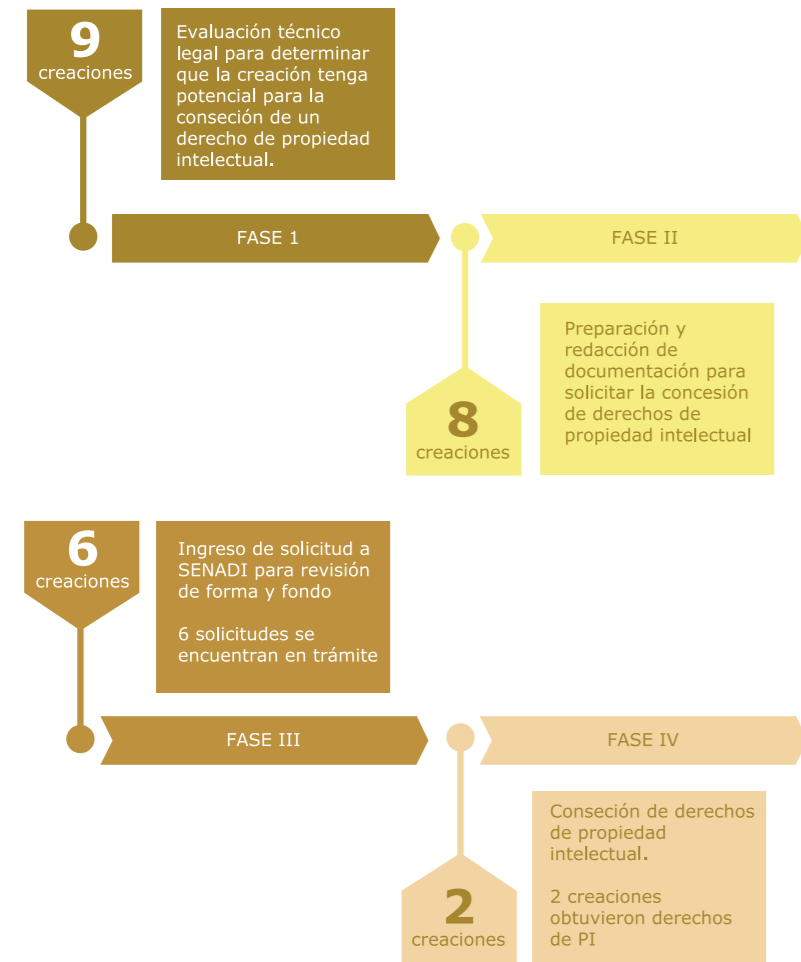 9
creaciones
Evaluación técnico
legal para determinar
que la creación tenga
potencial para la
conseción de un
derecho de propiedad
intelectual.
FASE 1
FASE II
8
creaciones
Preparación y
redacción de
documentación para
solicitar la concesión
de derechos de
propiedad intelectual
6
creaciones
Ingreso de solicitud a
SENADI para revisión
de forma y fondo
6 solicitudes se
encuentran en trámite
FASE III
FASE IV
2
creaciones
Conseción de derechos
de propiedad
intelectual.
2 creaciones
obtuvieron derechos
de PI